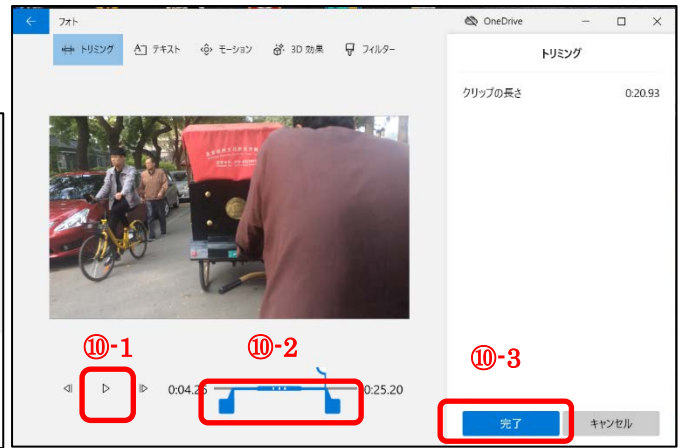 フォト
OneDrive
トリミング
テキスト
モーション
3D 効果
フィルター
トリミング
クリップの長さ 0:20.93
⑩-1
⑩-2
⑩-3
0:04.26
0:25.20
完了
キャンセル